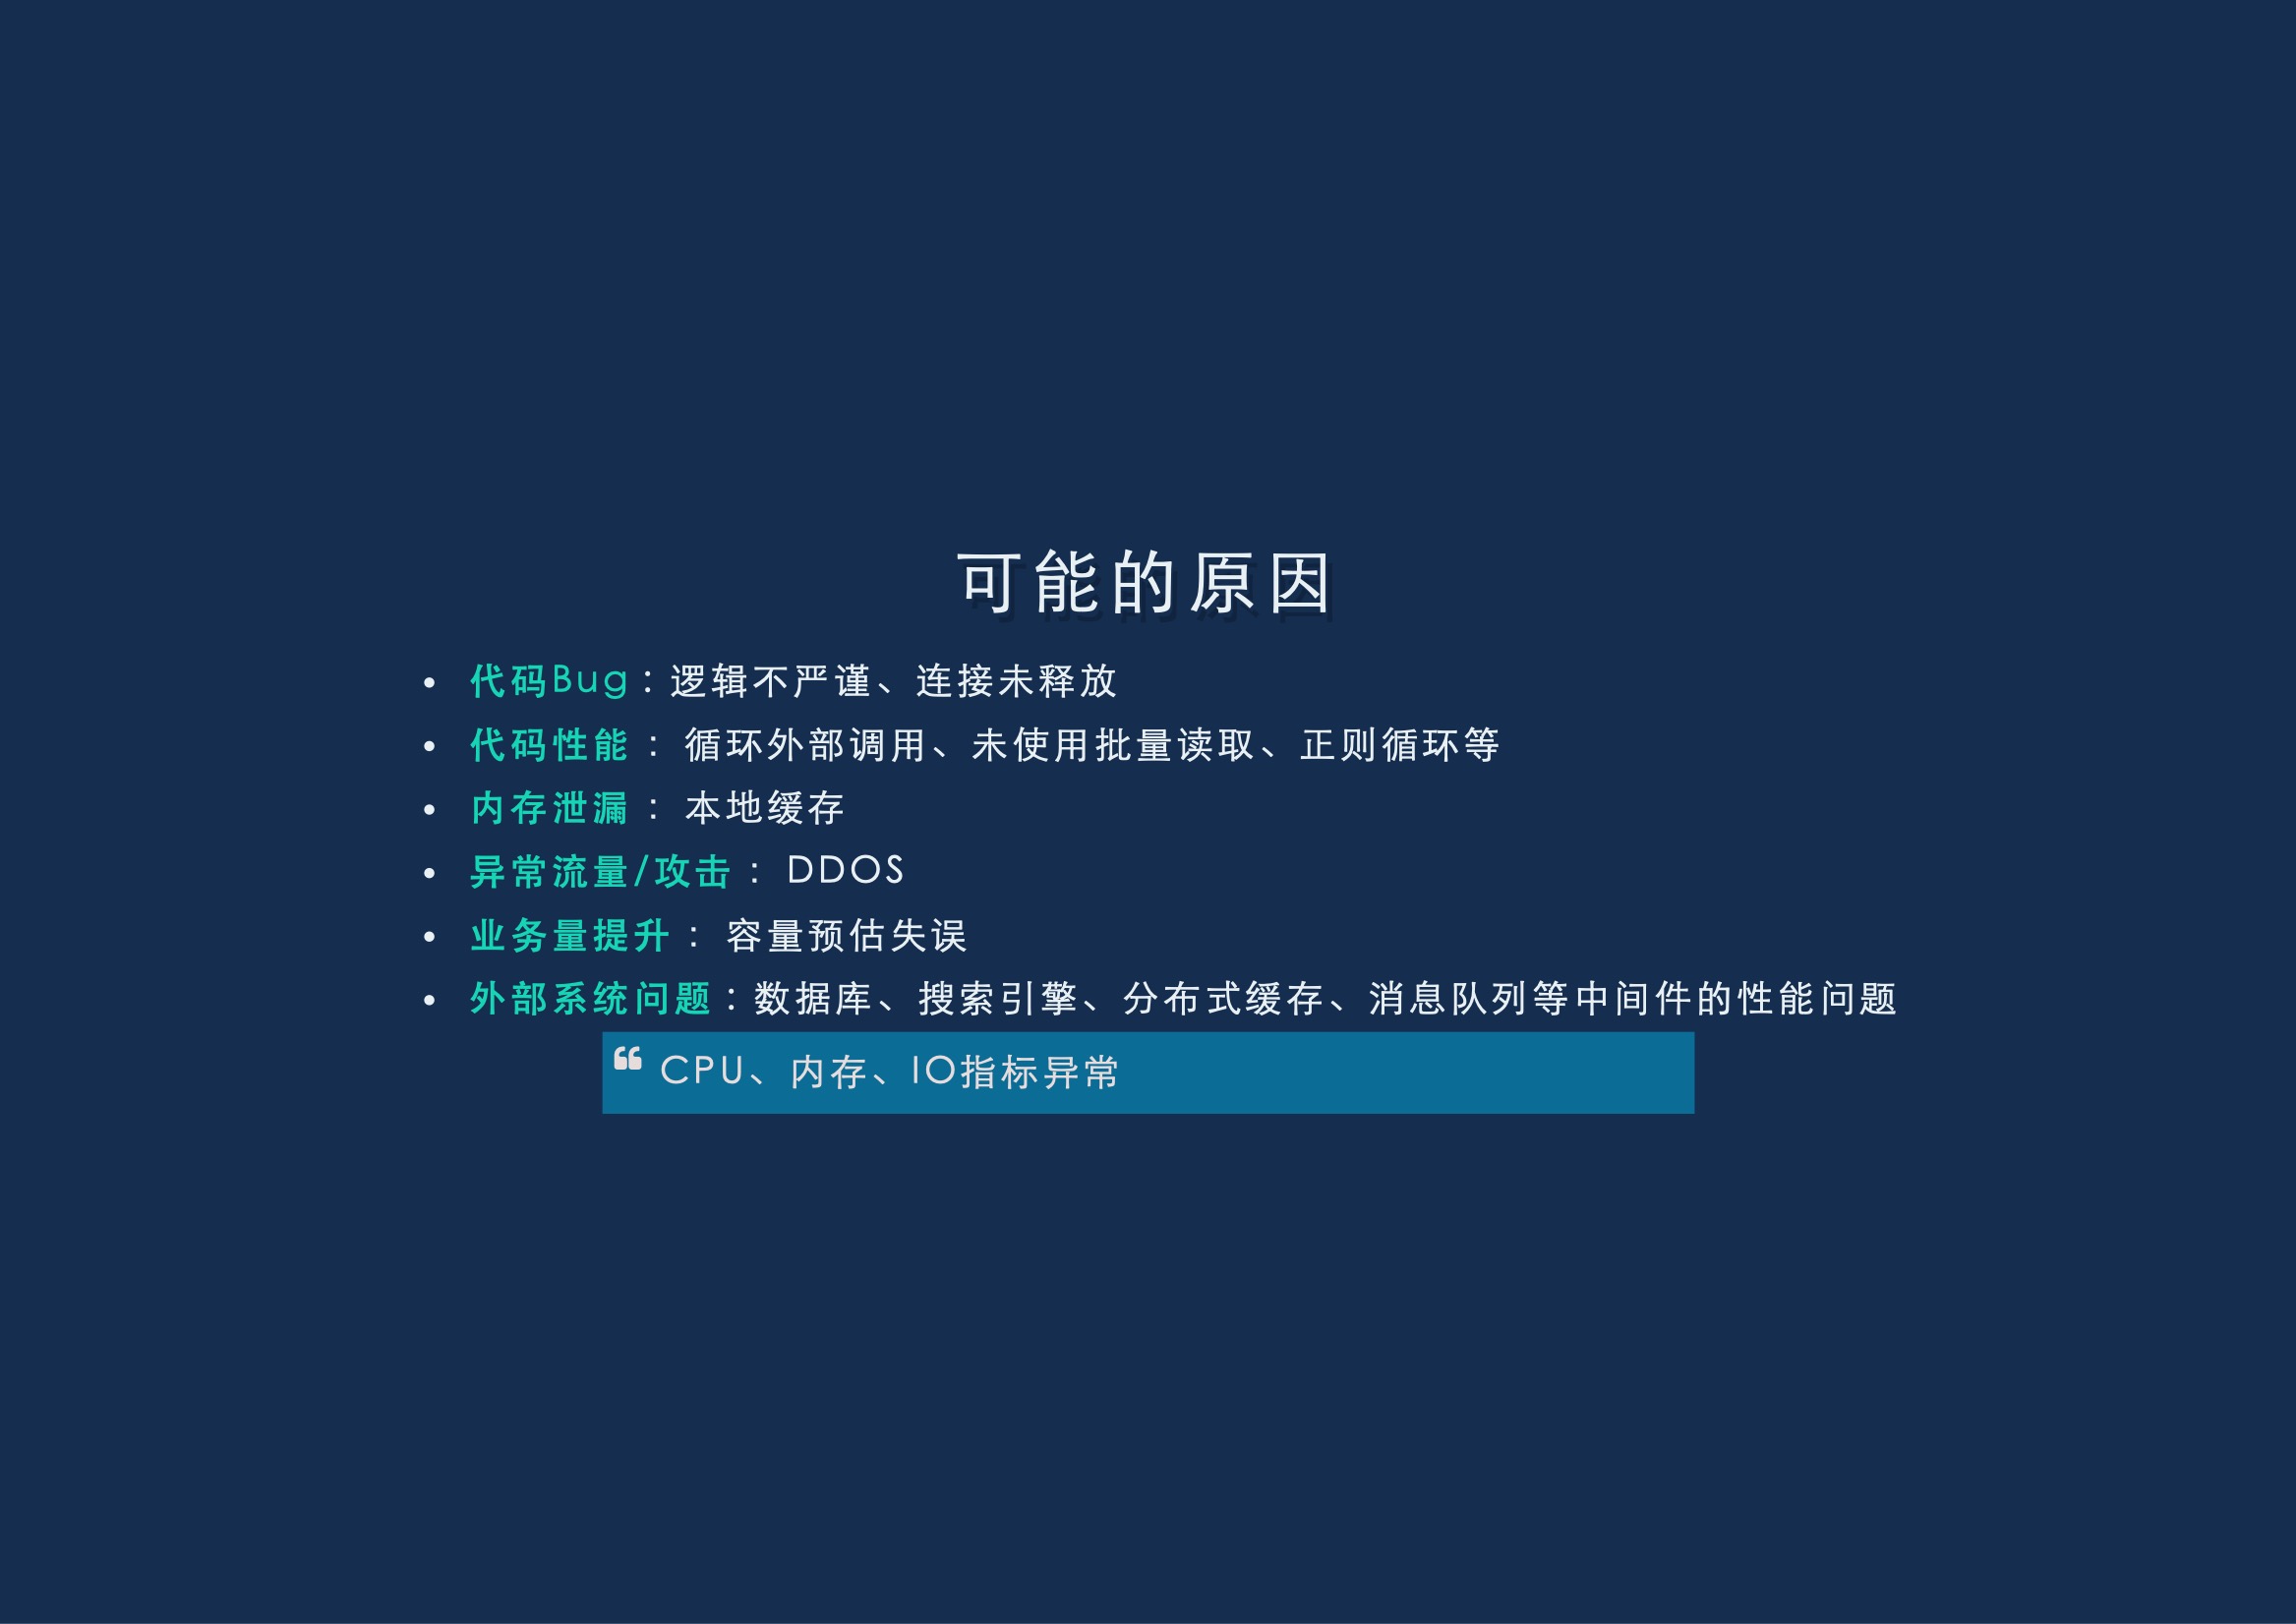 可能的原因
• 代码Bug：逻辑不严谨、连接未释放
• 代码性能： 循环外部调用、未使用批量读取、正则循环等
• 内存泄漏： 本地缓存
• 异常流量/攻击： DDOS
• 业务量提升： 容量预估失误
• 外部系统问题：数据库、搜索引擎、分布式缓存、消息队列等中间件的性能问题
“ CPU、内存、IO指标异常